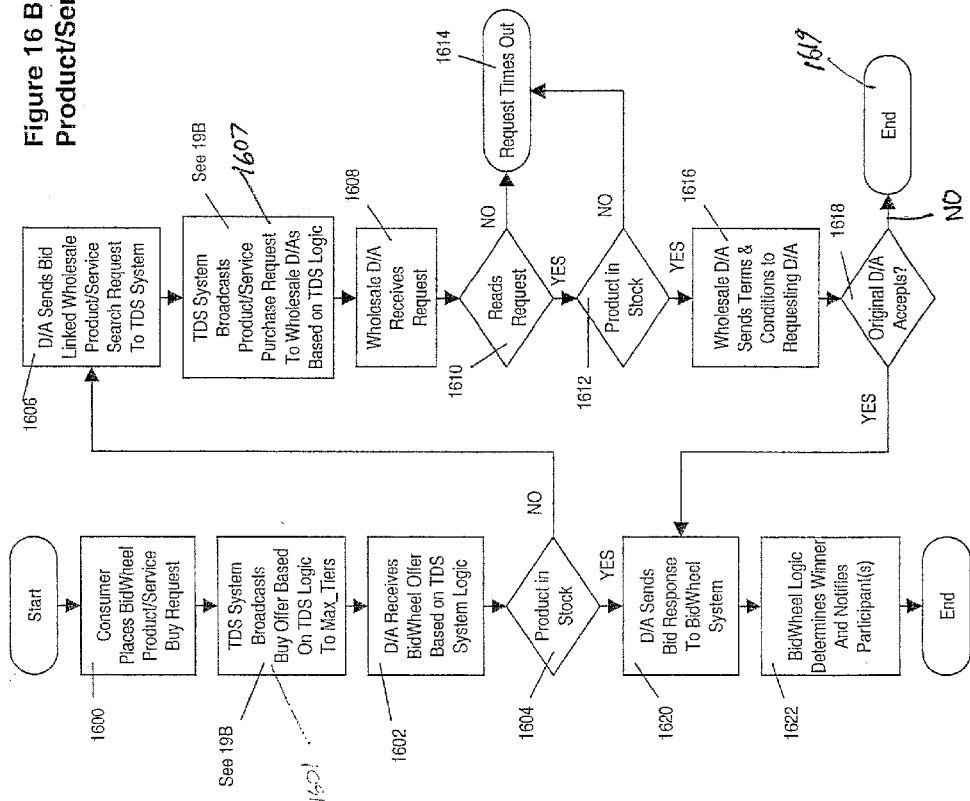 Figure 16 B
Product/Ser
Start
Consumer
Places BidWheel
Product/Service
Buy Request
1600
TDS System
Broadcasts
Buy Offer Based
On TDS Logic
To Max_Tiers
See 19B
1601
D/A Receives
BidWheel Offer
Based on TDS
System Logic
1602
Product in
Stock
1604
NO
YES
D/A Sends
Bid Response
To BidWheel
System
1620
BidWheel Logic
Determines Winner
And Notifies
Participant(s)
1622
End
1606
D/A Sends Bid
Linked Wholesale
Product/Service
Search Request
To TDS System
See 19B
1607
TDS System
Broadcasts
Product/Service
Purchase Request
To Wholesale D/As
Based on TDS Logic
1608
Wholesale D/A
Receives
Request
Reads
Request
1610
NO
YES
Request Times Out
1614
Product in
Stock
1612
NO
YES
1616
Wholesale D/A
Sends Terms &
Conditions to
Requesting D/A
1618
Original D/A
Accepts?
YES
NO
End
1619